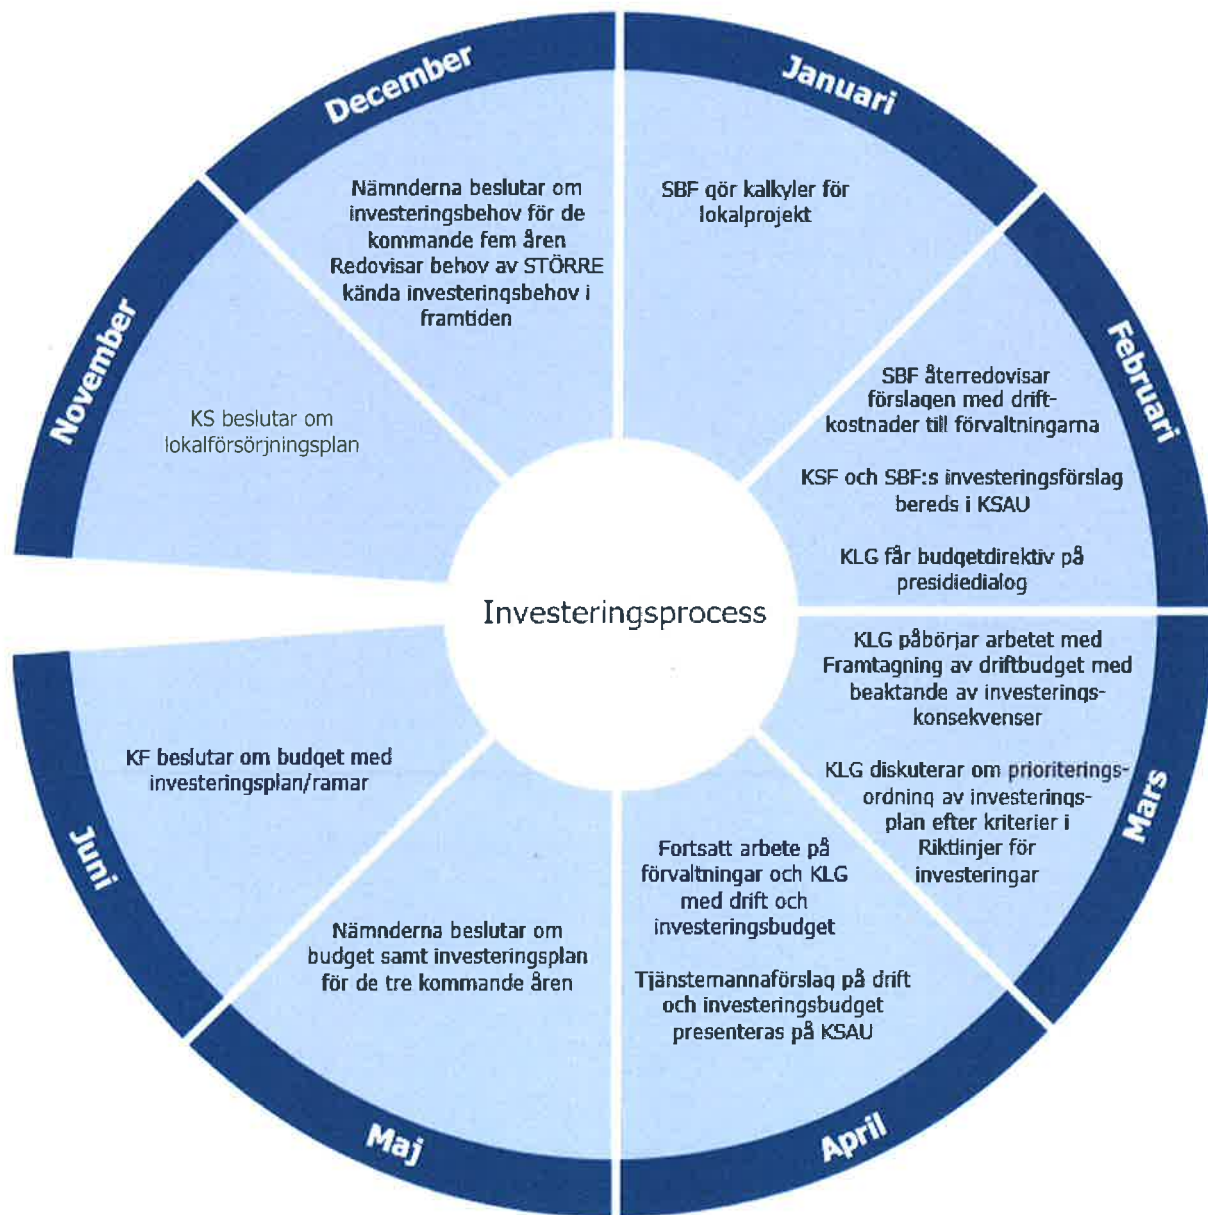 Januari
SBF gör kalkyler för
lokalprojekt
Februari
SBF återredovisar
förslagen med drift-
kostnader till förvaltningarna
KSF och SBF:s investeringsförslag
bereds i KSAU
KLG får budgetdirektiv på
presidiedialog
Mars
KLG påbörjar arbetet med
Framtagning av driftbudget med
beaktande av investerings-
konsekvenser
KLG diskuterar om prioriterings-
ordning av investerings-
plan efter kriterier i
Riktlinjer för
investeringar
April
Fortsatt arbete på
förvaltningar och KLG
med drift och
investeringsbudget
Tjänstemannaförslag på drift
och investeringsbudget
presenteras på KSAU
Maj
Nämnderna beslutar om
budget samt investeringsplan
för de tre kommande åren
Juni
KF beslutar om budget med
investeringsplan/ramar
November
KS beslutar om
lokalförsörjningsplan
December
Nämnderna beslutar om
investeringsbehov för de
kommande fem åren
Redovisar behov av STÖRRE
kända investeringsbehov i
framtiden
Investeringsprocess